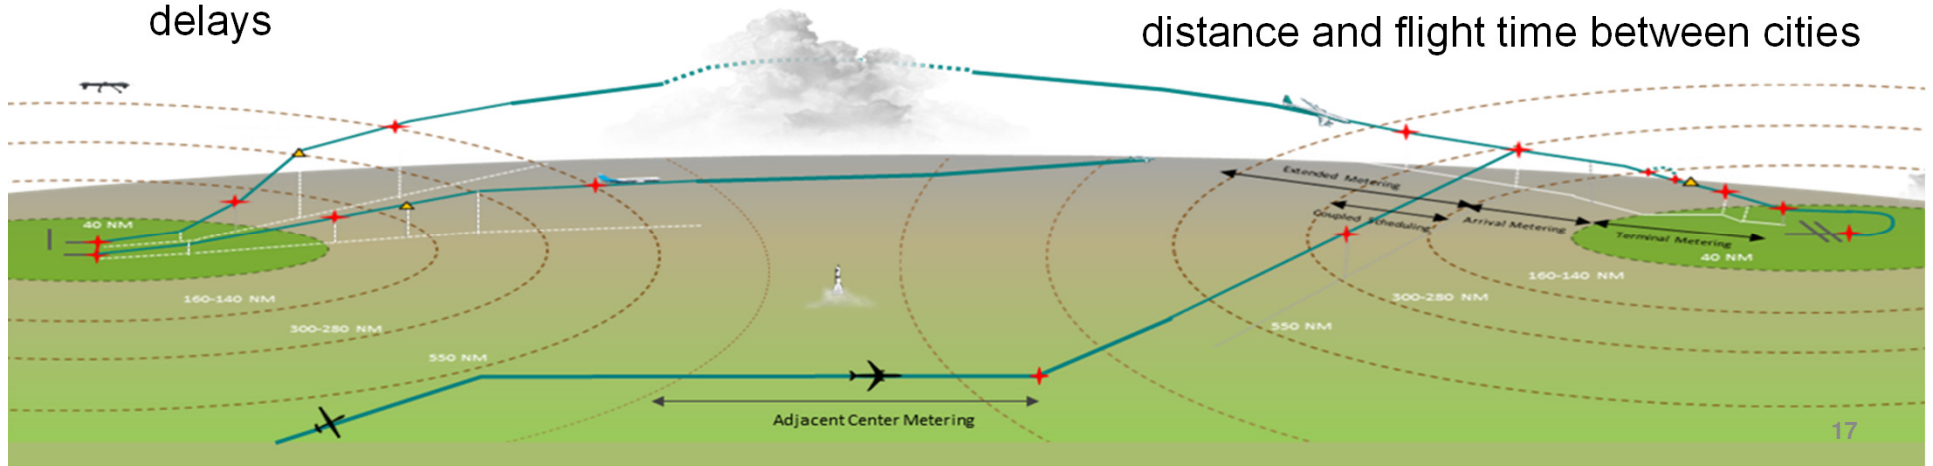 delays
distance and flight time between cities
40 NM
160-140 NM
300-280 NM
550 NM
Adjacent Center Metering
Extended Metering
Coupled Scheduling
Arrival Metering
Terminal Metering
40 NM
160-140 NM
300-280 NM
550 NM
17